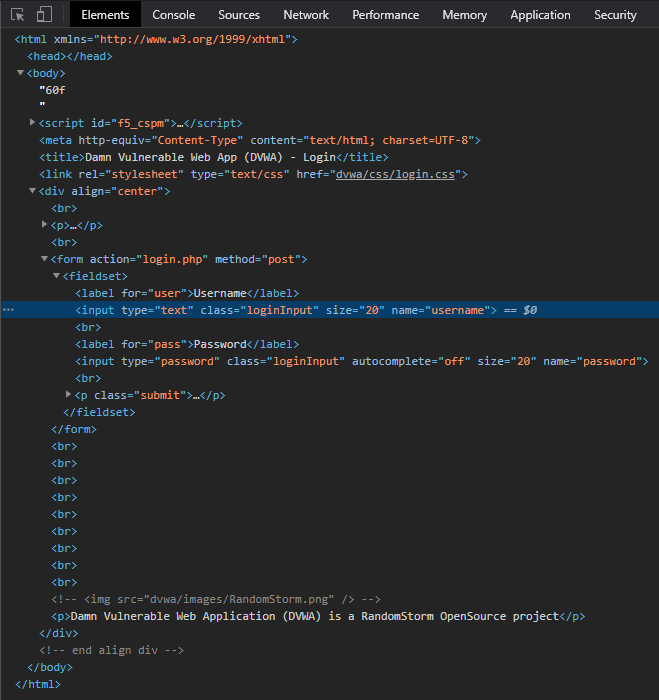 Elements Console Sources Network Performance Memory Application Security
<html xmlns="http://www.w3.org/1999/xhtml">
<head></head>
<body>
"60f
"
<script id="f5_cspm">…</script>
<meta http-equiv="Content-Type" content="text/html; charset=UTF-8">
<title>Damn Vulnerable Web App (DVWA) - Login</title>
<link rel="stylesheet" type="text/css" href="dvwa/css/login.css">
<div align="center">
<br>
<p>…</p>
<br>
<form action="login.php" method="post">
<fieldset>
<label for="user">Username</label>
<input type="text" class="loginInput" size="20" name="username"> == $0
<br>
<label for="pass">Password</label>
<input type="password" class="loginInput" autocomplete="off" size="20" name="password">
<br>
<p class="submit">…</p>
</fieldset>
</form>
<br>
<br>
<br>
<br>
<br>
<br>
<br>
<br>
<br>
<!-- <img src="dvwa/images/RandomStorm.png" /> -->
<p>Damn Vulnerable Web Application (DVWA) is a RandomStorm OpenSource project</p>
</div>
<!-- end align div -->
</body>
</html>